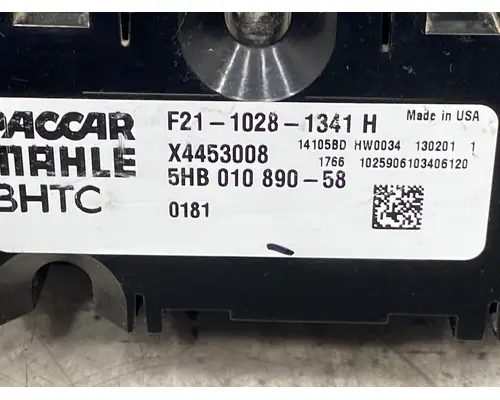 PACCAR
MAHLE
BHTC
F21-1028-1341 H
Made in USA
X4453008
14105BD HW0034 130201 1
5HB 010 890-58
1766 1025906103406120
0181